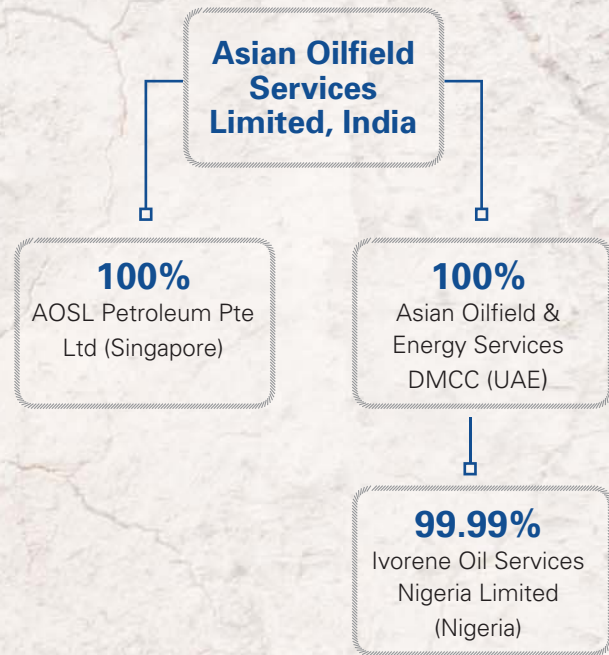 Asian Oilfield
Services
Limited, India
100%
AOSL Petroleum Pte
Ltd (Singapore)
100%
Asian Oilfield &
Energy Services
DMCC (UAE)
99.99%
Ivorene Oil Services
Nigeria Limited
(Nigeria)